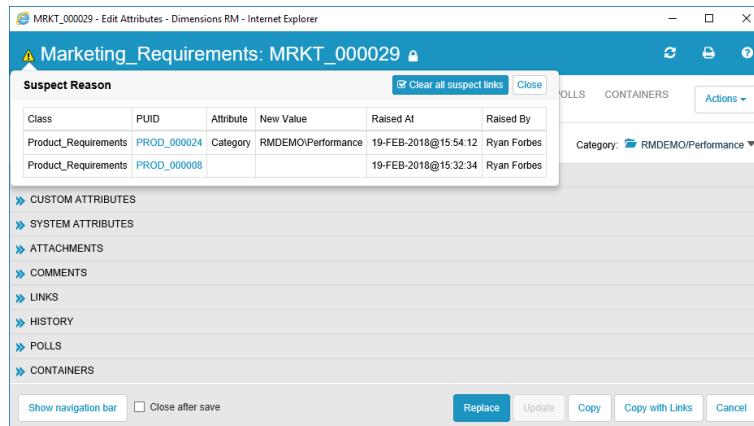 MRKT_000029 - Edit Attributes - Dimensions RM - Internet Explorer
Marketing_Requirements: MRKT_000029
Suspect Reason
Clear all suspect links
Close
OLLS
CONTAINERS
Actions
Class PUID Attribute New Value Raised At Raised By
Product_Requirements PROD_000024 Category RMDEMO\Performance 19-FEB-2018@15:54:12 Ryan Forbes
Category: RMDEMO/Performance
Product_Requirements PROD_000008 19-FEB-2018@15:32:34 Ryan Forbes
CUSTOM ATTRIBUTES
SYSTEM ATTRIBUTES
ATTACHMENTS
COMMENTS
LINKS
HISTORY
POLLS
CONTAINERS
Show navigation bar
Close after save
Replace
Update
Copy
Copy with Links
Cancel